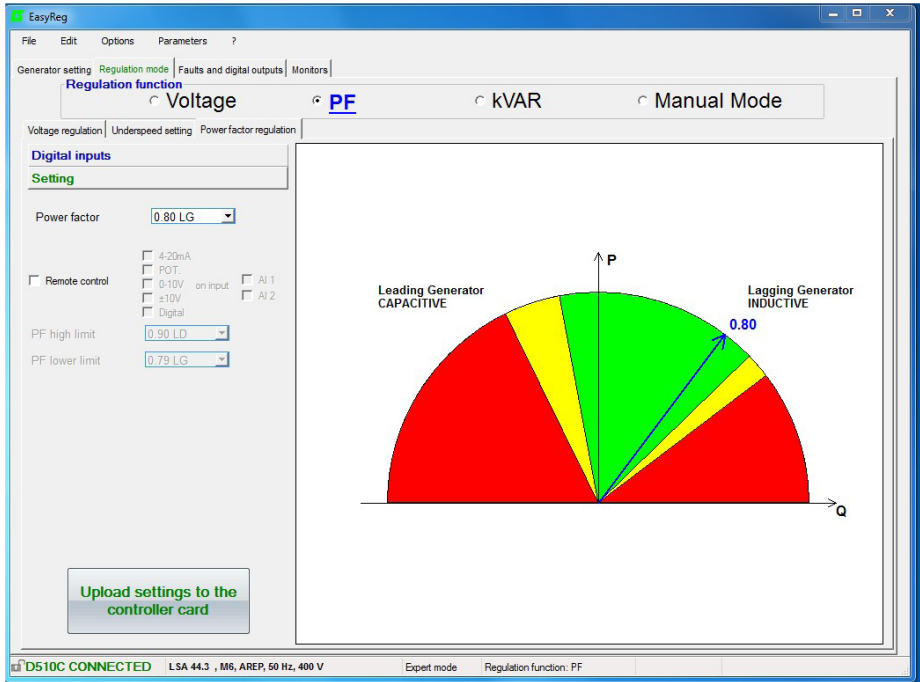 EasyReg
File Edit Options Parameters ?
Generator setting Regulation mode Faults and digital outputs Monitors
Regulation function
Voltage PF kVAR Manual Mode
Voltage regulation Underspeed setting Power factor regulation
Digital inputs
Setting
Power factor 0.80 LG
4-20mA
POT.
Remote control 0-10V on input AI 1
±10V AI 2
Digital
PF high limit 0.90 LD
PF lower limit 0.79 LG
P
Leading Generator
CAPACITIVE
Lagging Generator
INDUCTIVE
0.80
Q
Upload settings to the
controller card
D510C CONNECTED LSA 44.3 , M6, AREP, 50 Hz, 400 V Expert mode Regulation function: PF